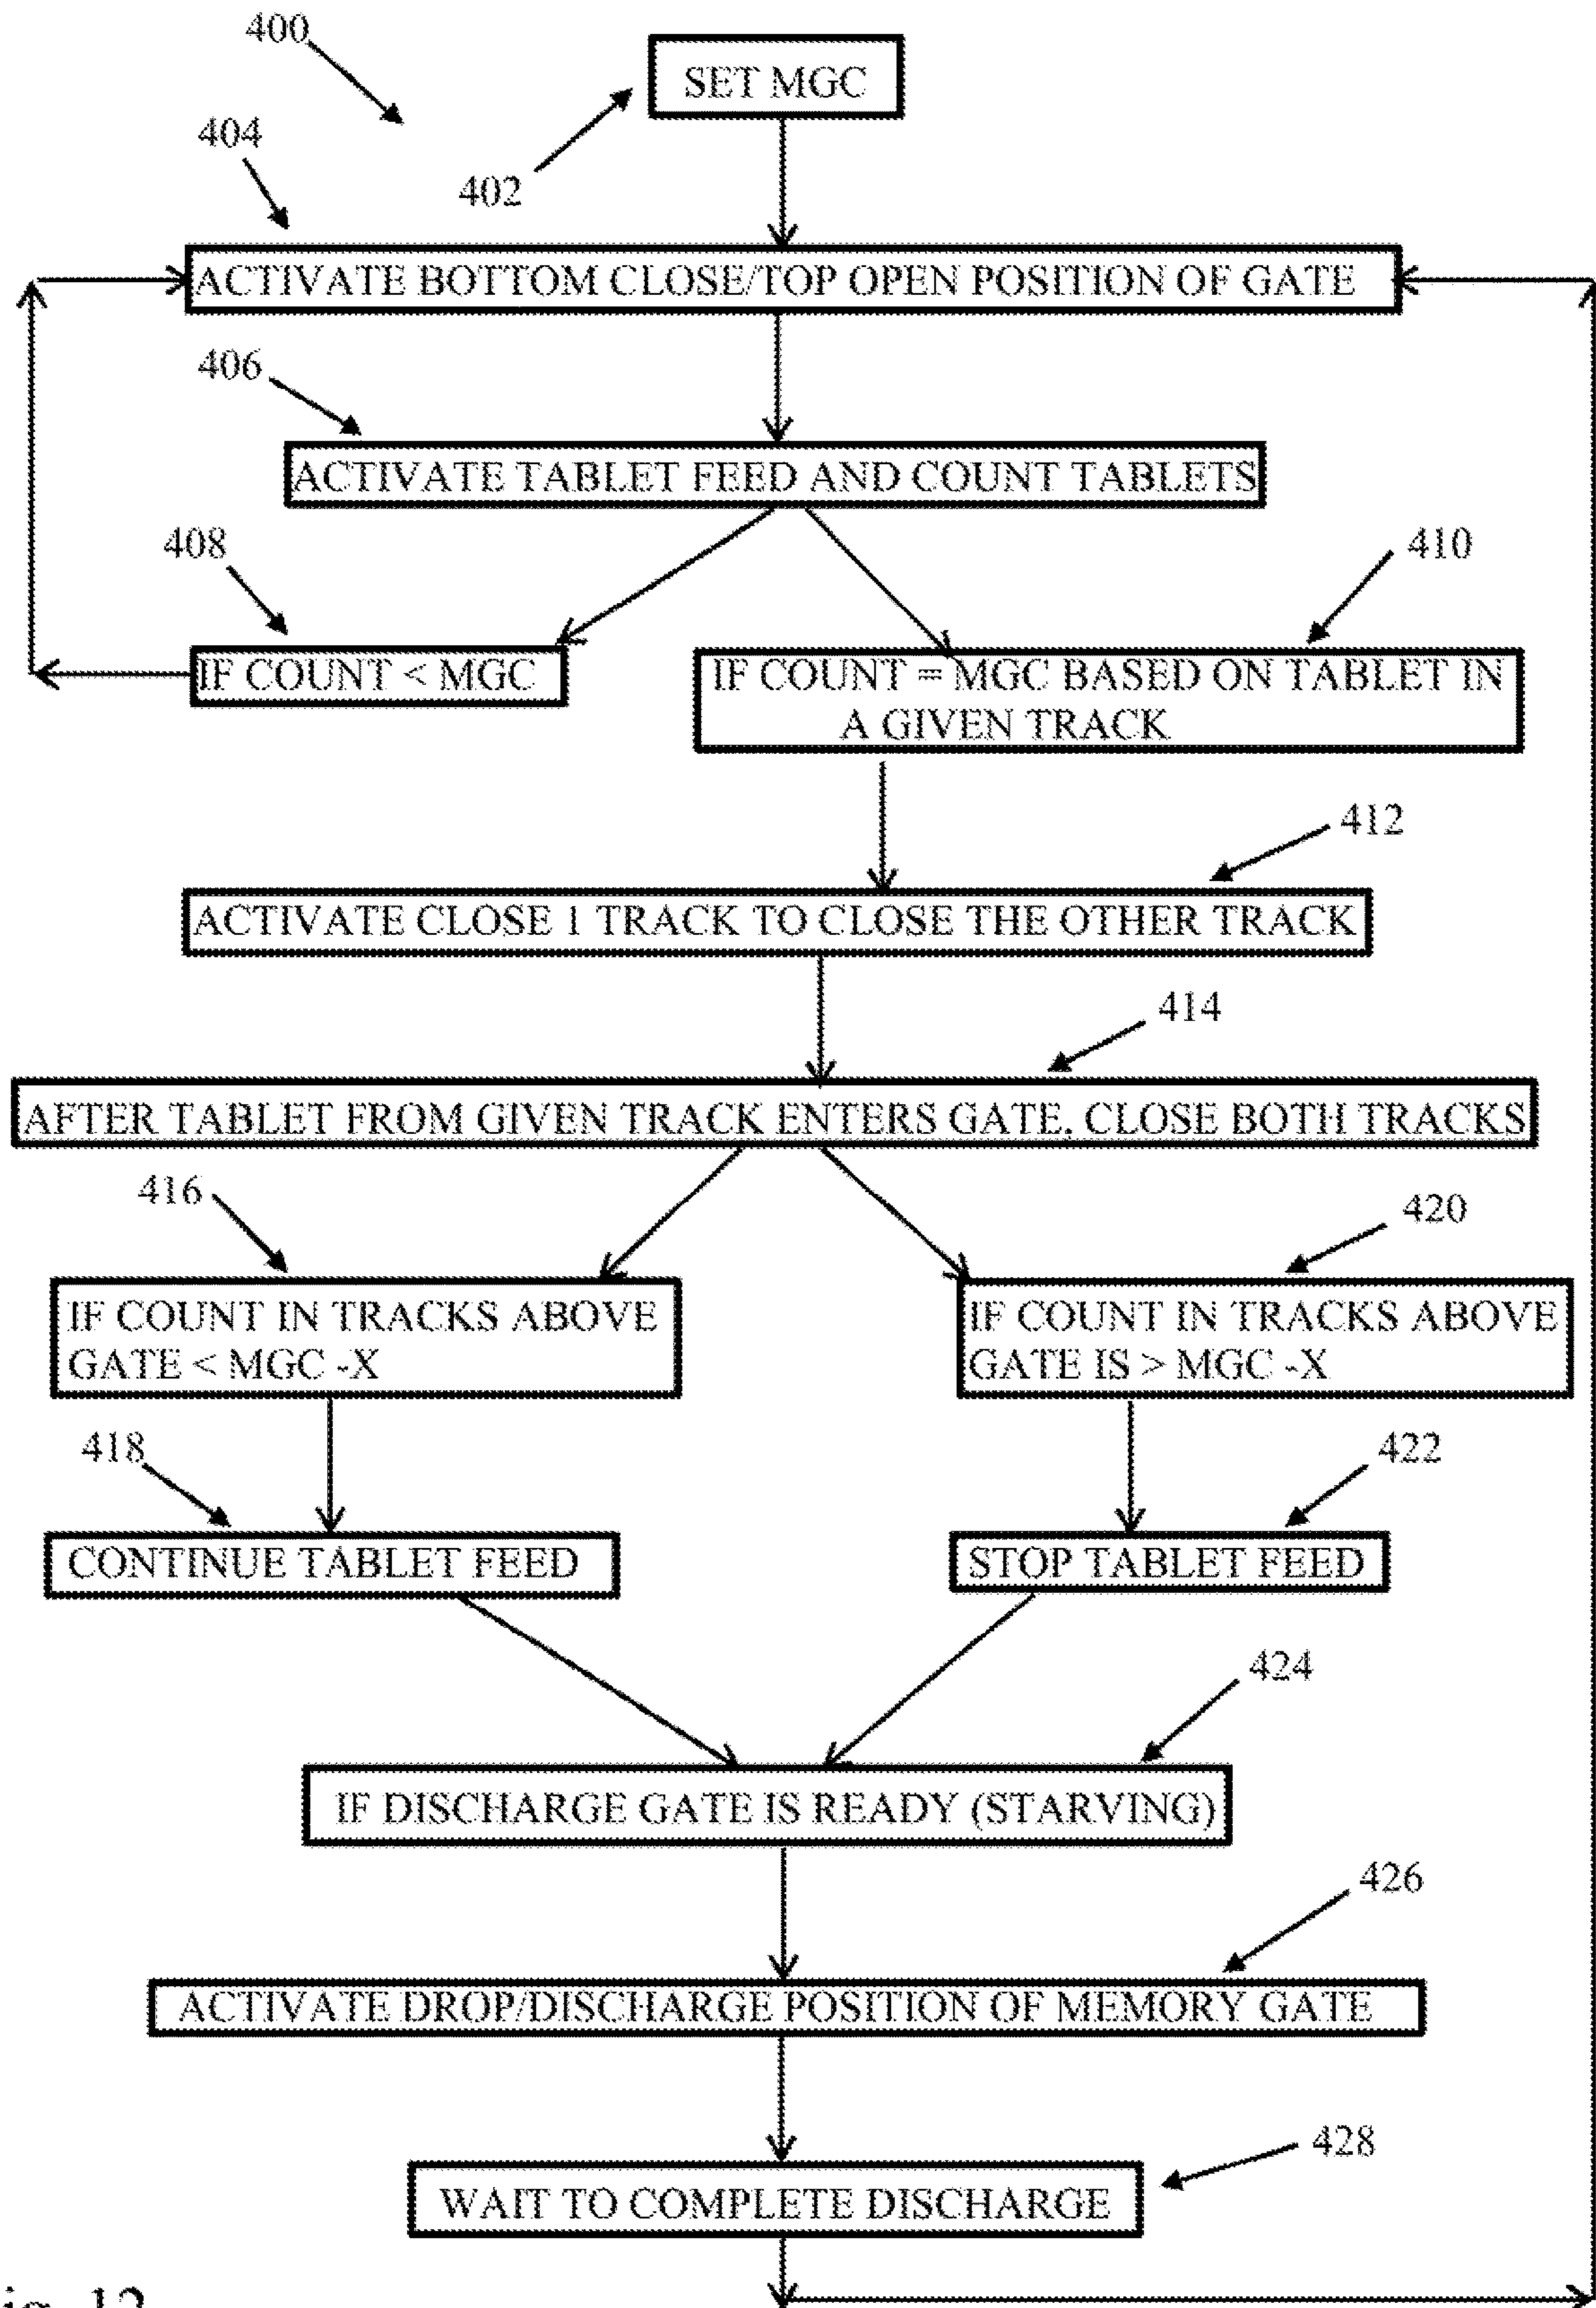 400
SET MGC
404
402
ACTIVATE BOTTOM CLOSE/TOP OPEN POSITION OF GATE
406
ACTIVATE TABLET FEED AND COUNT TABLETS
408
410
IF COUNT < MGC
IF COUNT = MGC BASED ON TABLET IN
A GIVEN TRACK
412
ACTIVATE CLOSE 1 TRACK TO CLOSE THE OTHER TRACK
414
AFTER TABLET FROM GIVEN TRACK ENTERS GATE, CLOSE BOTH TRACKS
416
420
IF COUNT IN TRACKS ABOVE
GATE < MGC -X
IF COUNT IN TRACKS ABOVE
GATE IS > MGC -X
418
422
CONTINUE TABLET FEED
STOP TABLET FEED
424
IF DISCHARGE GATE IS READY (STARVING)
426
ACTIVATE DROP/DISCHARGE POSITION OF MEMORY GATE
428
WAIT TO COMPLETE DISCHARGE